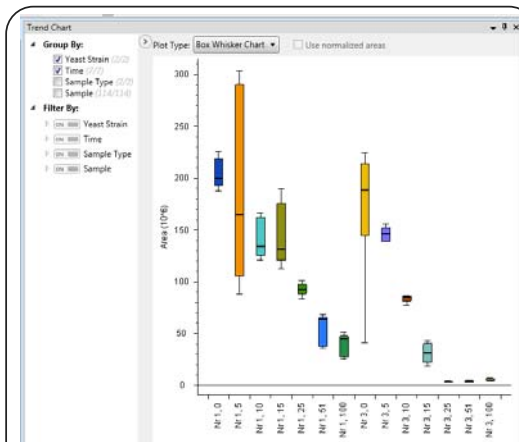 Trend Chart
Group By:
Yeast Strain (2/2)
Time (7/7)
Sample Type (2/2)
Sample (114/114)
Filter By:
ON Yeast Strain
ON Time
ON Sample Type
ON Sample
Plot Type: Box Whisker Chart
Use normalized areas
Area (10^6)
300
250
200
150
100
50
0
Nr 1, 0
Nr 1, 5
Nr 1, 10
Nr 1, 15
Nr 1, 25
Nr 1, 51
Nr 1, 100
Nr 3, 0
Nr 3, 5
Nr 3, 10
Nr 3, 15
Nr 3, 25
Nr 3, 51
Nr 3, 100